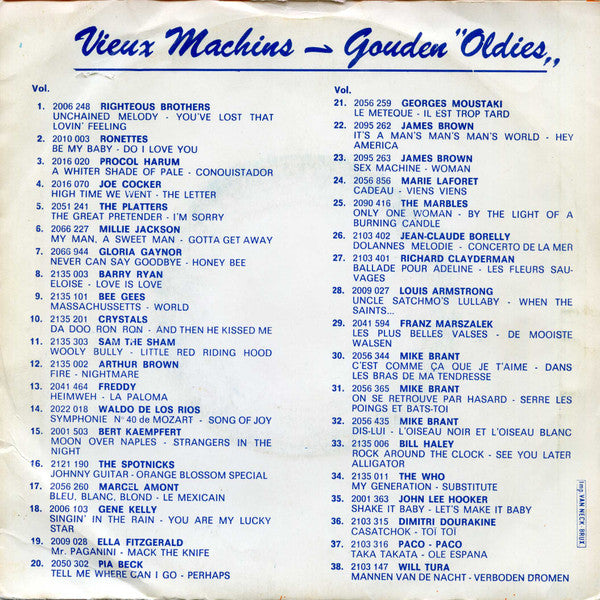 Vieux Machins - Gouden "Oldies„
Vol.
1. 2006 248 RIGHTEOUS BROTHERS
UNCHAINED MELODY - YOU'VE LOST THAT
LOVIN' FEELING
2. 2010 003 RONETTES
BE MY BABY - DO I LOVE YOU
3. 2016 020 PROCOL HARUM
A WHITER SHADE OF PALE - CONQUISTADOR
4. 2016 070 JOE COCKER
HIGH TIME WE WENT - THE LETTER
5. 2051 241 THE PLATTERS
THE GREAT PRETENDER - I'M SORRY
6. 2066 227 MILLIE JACKSON
MY MAN, A SWEET MAN - GOTTA GET AWAY
7. 2066 944 GLORIA GAYNOR
NEVER CAN SAY GOODBYE - HONEY BEE
8. 2135 003 BARRY RYAN
ELOISE - LOVE IS LOVE
9. 2135 101 BEE GEES
MASSACHUSSETTS - WORLD
10. 2135 201 CRYSTALS
DA DOO RON RON - AND THEN HE KISSED ME
11. 2135 303 SAM THE SHAM
WOOLY BULLY - LITTLE RED RIDING HOOD
12. 2135 002 ARTHUR BROWN
FIRE - NIGHTMARE
13. 2041 464 FREDDY
HEIMWEH - LA PALOMA
14. 2022 018 WALDO DE LOS RIOS
SYMPHONIE N° 40 de MOZART - SONG OF JOY
15. 2001 503 BERT KAEMPFERT
MOON OVER NAPLES - STRANGERS IN THE
NIGHT
16. 2121 190 THE SPOTNICKS
JOHNNY GUITAR - ORANGE BLOSSOM SPECIAL
17. 2056 260 MARCEL AMONT
BLEU, BLANC, BLOND - LE MEXICAIN
18. 2006 103 GENE KELLY
SINGIN' IN THE RAIN - YOU ARE MY LUCKY
STAR
19. 2009 028 ELLA FITZGERALD
Mr. PAGANINI - MACK THE KNIFE
20. 2050 302 PIA BECK
TELL ME WHERE CAN I GO - PERHAPS
Vol.
21. 2056 259 GEORGES MOUSTAKI
LE METEQUE - IL EST TROP TARD
22. 2095 262 JAMES BROWN
IT'S A MAN'S MAN'S MAN'S WORLD - HEY
AMERICA
23. 2095 263 JAMES BROWN
SEX MACHINE - WOMAN
24. 2056 856 MARIE LAFORET
CADEAU - VIENS VIENS
25. 2090 416 THE MARBLES
ONLY ONE WOMAN - BY THE LIGHT OF A
BURNING CANDLE
26. 2103 402 JEAN-CLAUDE BORELLY
DOLANNES MELODIE - CONCERTO DE LA MER
27. 2103 401 RICHARD CLAYDERMAN
BALLADE POUR ADELINE - LES FLEURS SAU-
VAGES
28. 2009 027 LOUIS ARMSTRONG
UNCLE SATCHMO'S LULLABY - WHEN THE
SAINTS...
29. 2041 594 FRANZ MARSZALEK
LES PLUS BELLES VALSES - DE MOOISTE
WALSEN
30. 2056 344 MIKE BRANT
C'EST COMME ÇA QUE JE T'AIME - DANS
LES BRAS DE MA TENDRESSE
31. 2056 365 MIKE BRANT
ON SE RETROUVE PAR HASARD - SERRE LES
POINGS ET BATS-TOI
32. 2056 435 MIKE BRANT
DIS-LUI - L'OISEAU NOIR ET L'OISEAU BLANC
33. 2135 006 BILL HALEY
ROCK AROUND THE CLOCK - SEE YOU LATER
ALLIGATOR
34. 2135 011 THE WHO
MY GENERATION - SUBSTITUTE
35. 2001 363 JOHN LEE HOOKER
SHAKE IT BABY - LET'S MAKE IT BABY
36. 2103 315 DIMITRI DOURAKINE
CASATCHOK - TOÏ TOÏ
37. 2103 316 PACO - PACO
TAKA TAKATA - OLE ESPANA
38. 2103 147 WILL TURA
MANNEN VAN DE NACHT - VERBODEN DROMEN
imp VAN NECK - BRUX